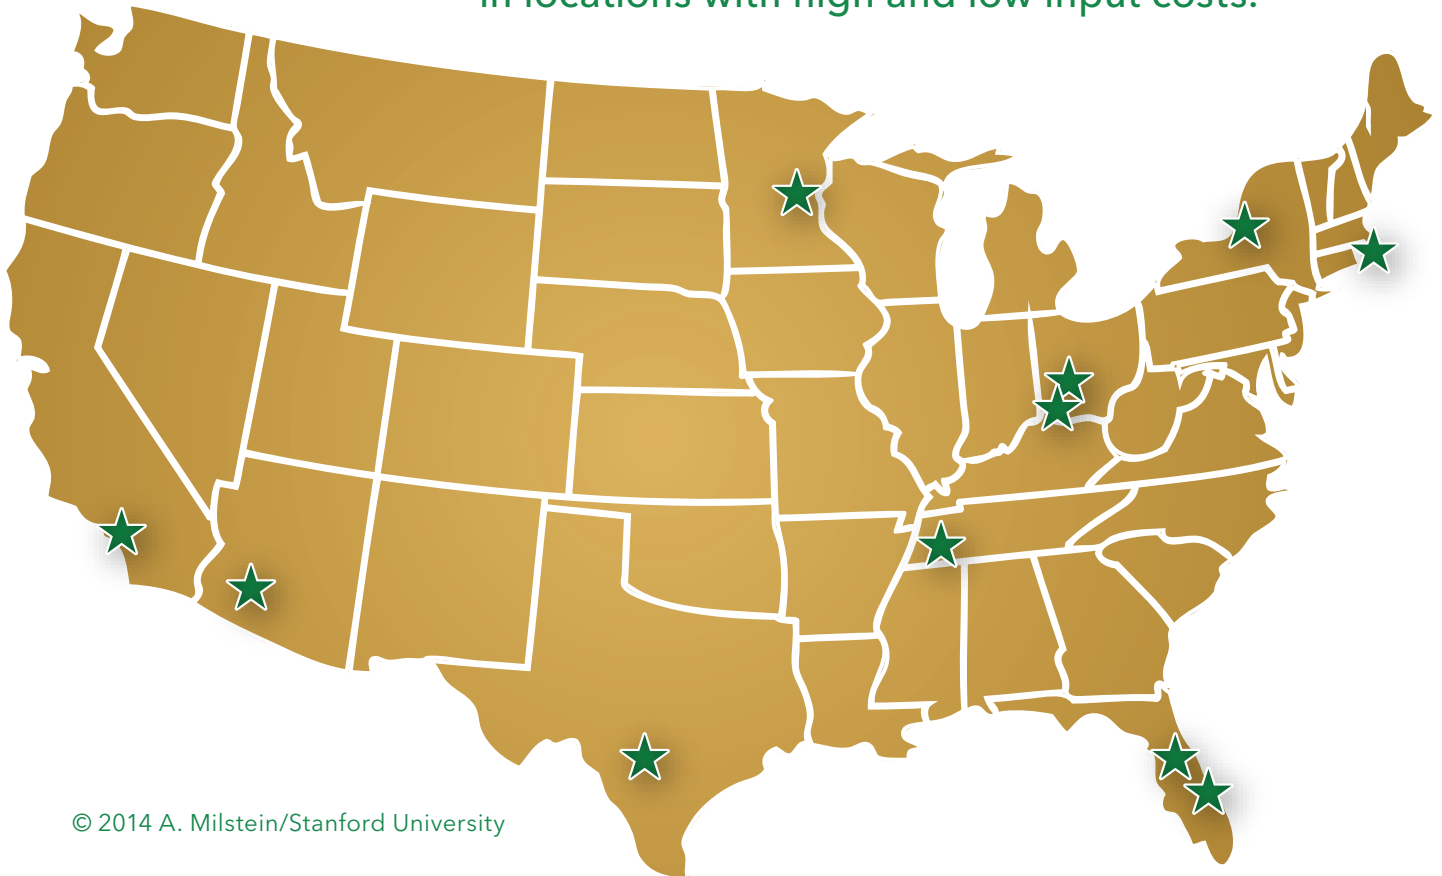 in locations with high and low input costs.
© 2014 A. Milstein/Stanford University